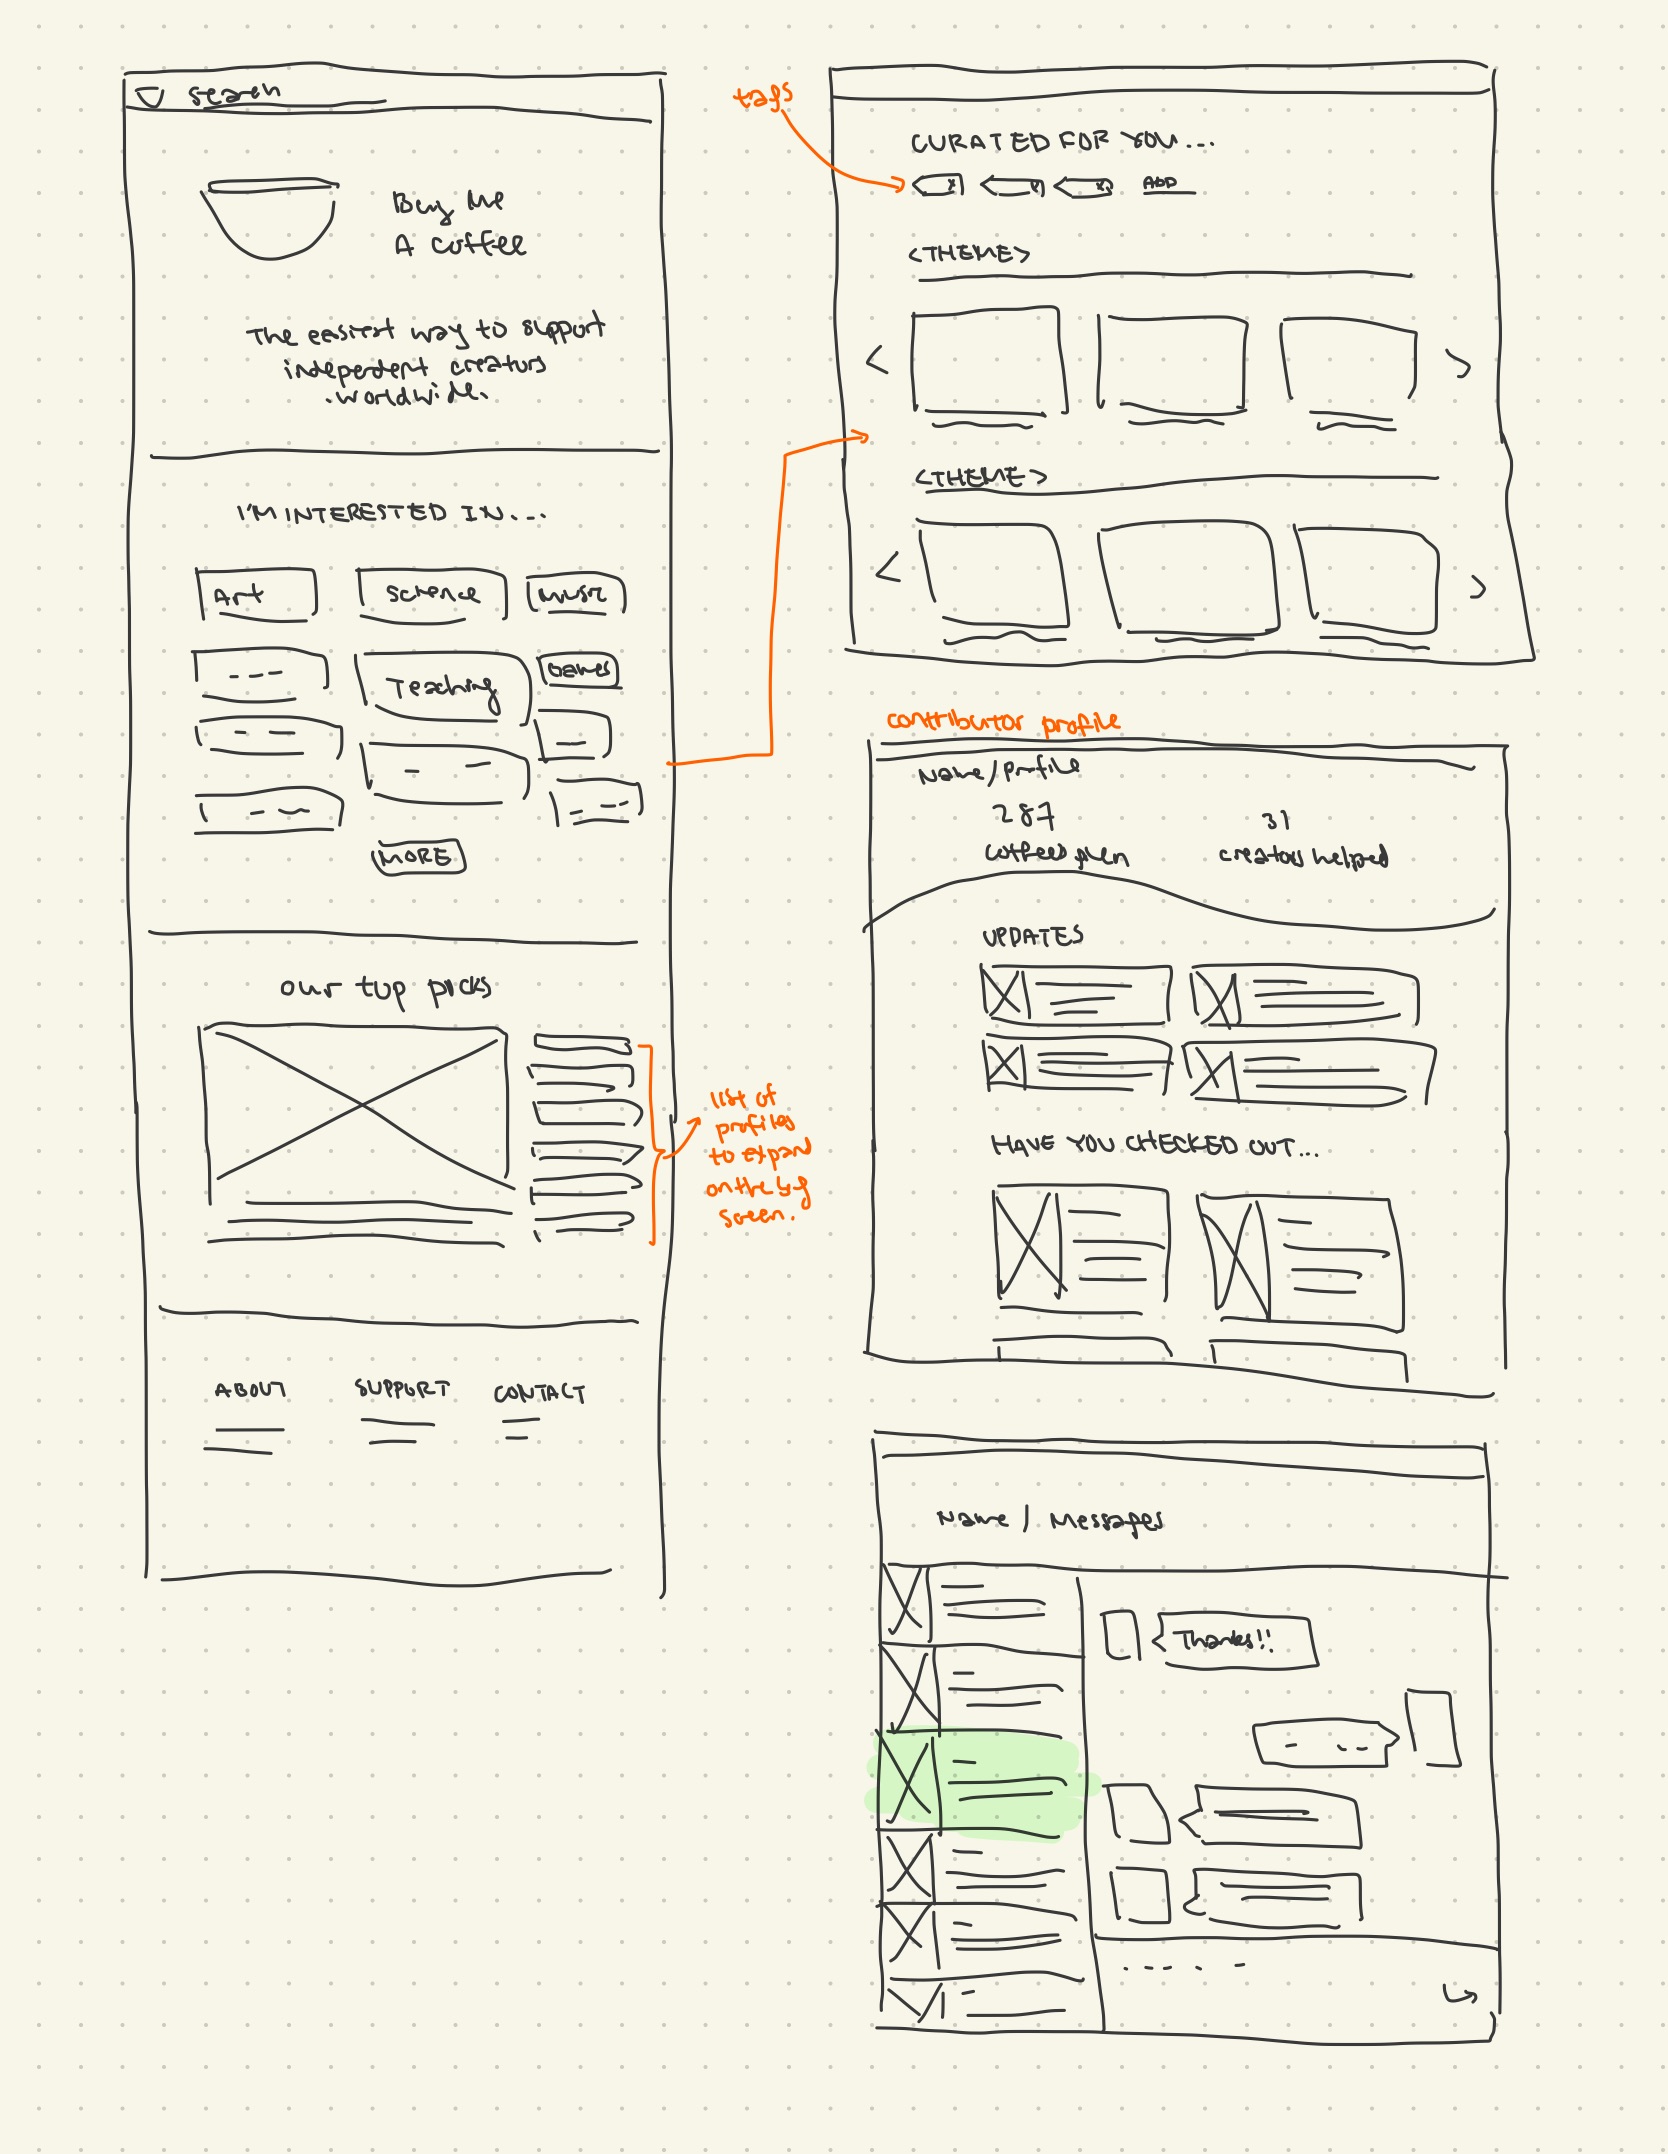 search
Buy Me
A coffee
The easiest way to support
independent creators
worldwide.
I'M INTERESTED IN...
Art
Science
music
Teaching
Games
MORE
our top picks
list of
profiles
to expand
on the left
screen.
ABOUT
SUPPORT
CONTACT
tags
CURATED FOR YOU...
x
x
x
ADD
<THEME>
<
>
<THEME>
<
>
contributor profile
Name/profile
287
coffees given
31
creators helped
UPDATES
HAVE YOU CHECKED OUT...
Name / Messages
Thanks!!